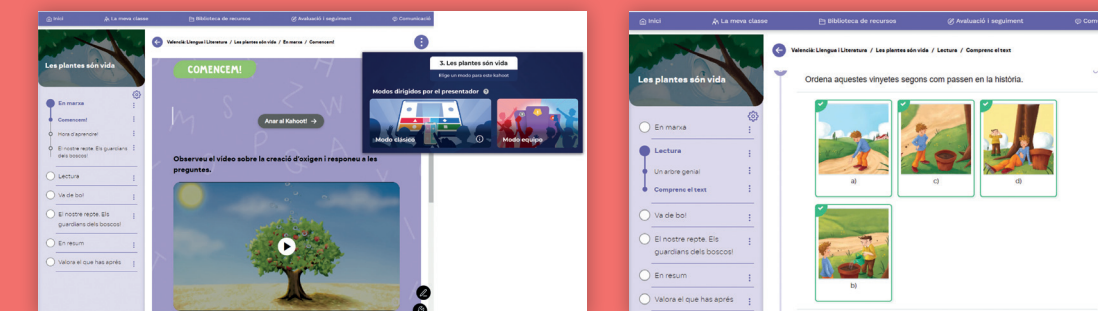 Inici
La meva classe
Biblioteca de recursos
Avaluació i seguiment
Comunicació
Les plantes són vida
Valencià: Llengua i Literatura / Les plantes són vida / En marxa / Comencem!
En marxa
Comencem!
Hora d'aprendre!
El nostre repte. Els guardians
dels boscos!
Lectura
Va de bo!
El nostre repte. Els
guardians dels boscos!
En resum
Valora el que has aprés
COMENCEM!
Anar al Kahoot! →
Observeu el vídeo sobre la creació d'oxigen i responeu a les
preguntes.
3. Les plantes són vida
Elige un modo para este kahoot
Modos dirigidos por el presentador
Modo clásico
Modo equipo
Inici
La meva classe
Biblioteca de recursos
Avaluació i seguiment
Les plantes són vida
Valencià: Llengua i Literatura / Les plantes són vida / Lectura / Comprenc el text
En marxa
Lectura
Un arbre genial
Comprenc el text
Va de bo!
El nostre repte. Els
guardians dels boscos!
En resum
Valora el que has aprés
Ordena aquestes vinyetes segons com passen en la història.
a)
c)
d)
b)